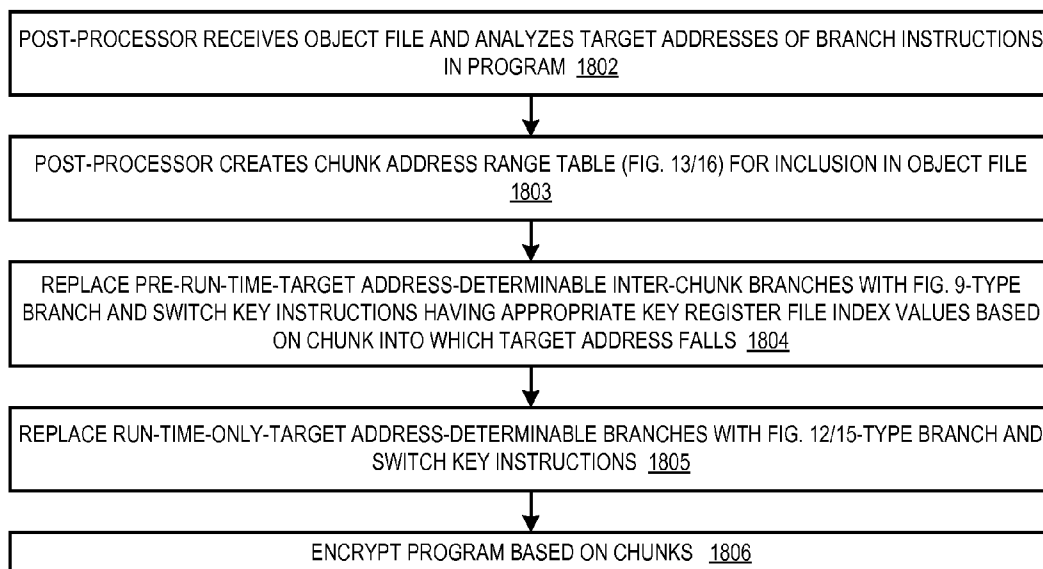 POST-PROCESSOR RECEIVES OBJECT FILE AND ANALYZES TARGET ADDRESSES OF BRANCH INSTRUCTIONS
IN PROGRAM 1802
POST-PROCESSOR CREATES CHUNK ADDRESS RANGE TABLE (FIG. 13/16) FOR INCLUSION IN OBJECT FILE
1803
REPLACE PRE-RUN-TIME-TARGET ADDRESS-DETERMINABLE INTER-CHUNK BRANCHES WITH FIG. 9-TYPE
BRANCH AND SWITCH KEY INSTRUCTIONS HAVING APPROPRIATE KEY REGISTER FILE INDEX VALUES BASED
ON CHUNK INTO WHICH TARGET ADDRESS FALLS 1804
REPLACE RUN-TIME-ONLY-TARGET ADDRESS-DETERMINABLE BRANCHES WITH FIG. 12/15-TYPE BRANCH AND
SWITCH KEY INSTRUCTIONS 1805
ENCRYPT PROGRAM BASED ON CHUNKS 1806